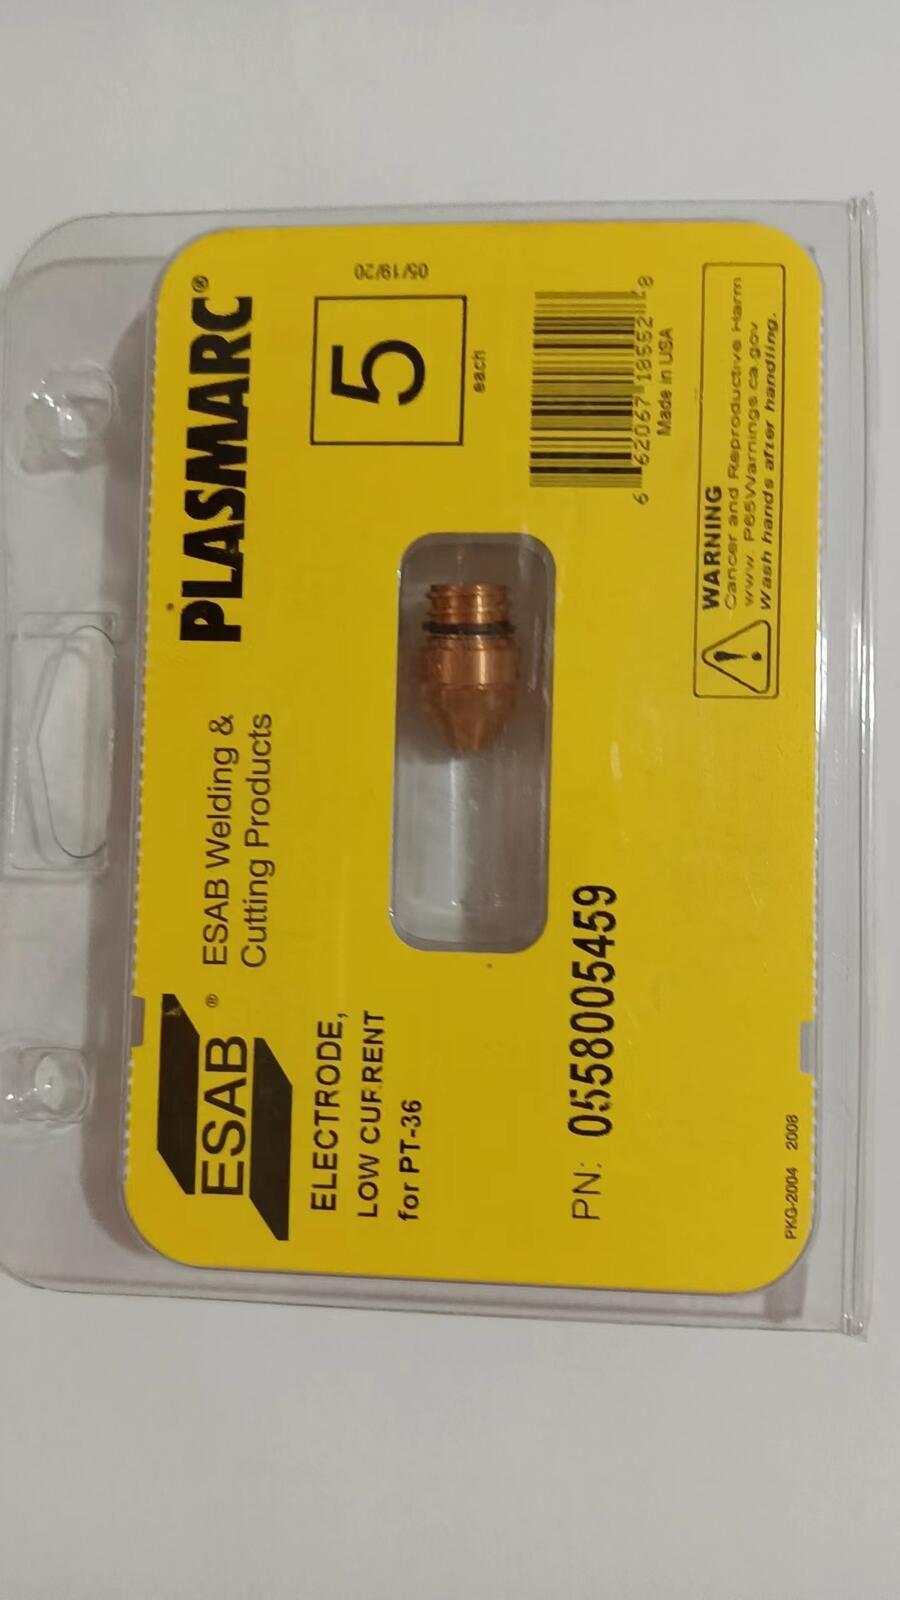 ESAB®
ESAB Welding &
Cutting Products
PLASMARC®
ELECTRODE,
LOW CURRENT
for PT-36
5
each
05/19/20
PN: 0558005459
6 62067 18552 8
Made in USA
WARNING
Cancer and Reproductive Harm
www. P65Warnings.ca.gov
Wash hands after handling.
PKG-2004 2008